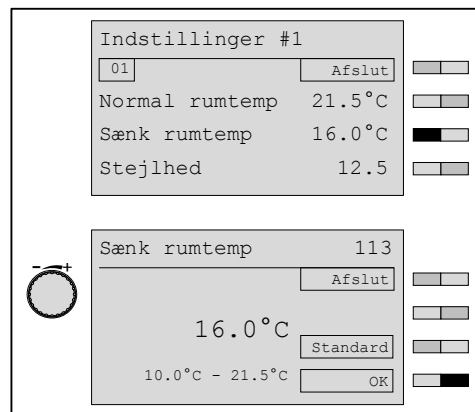 Indstillinger #1
01 Afslut
Normal rumtemp 21.5°C
Sænk rumtemp 16.0°C
Stejlhed 12.5
Sænk rumtemp 113
- +
Afslut
16.0°C
Standard
10.0°C - 21.5°C OK